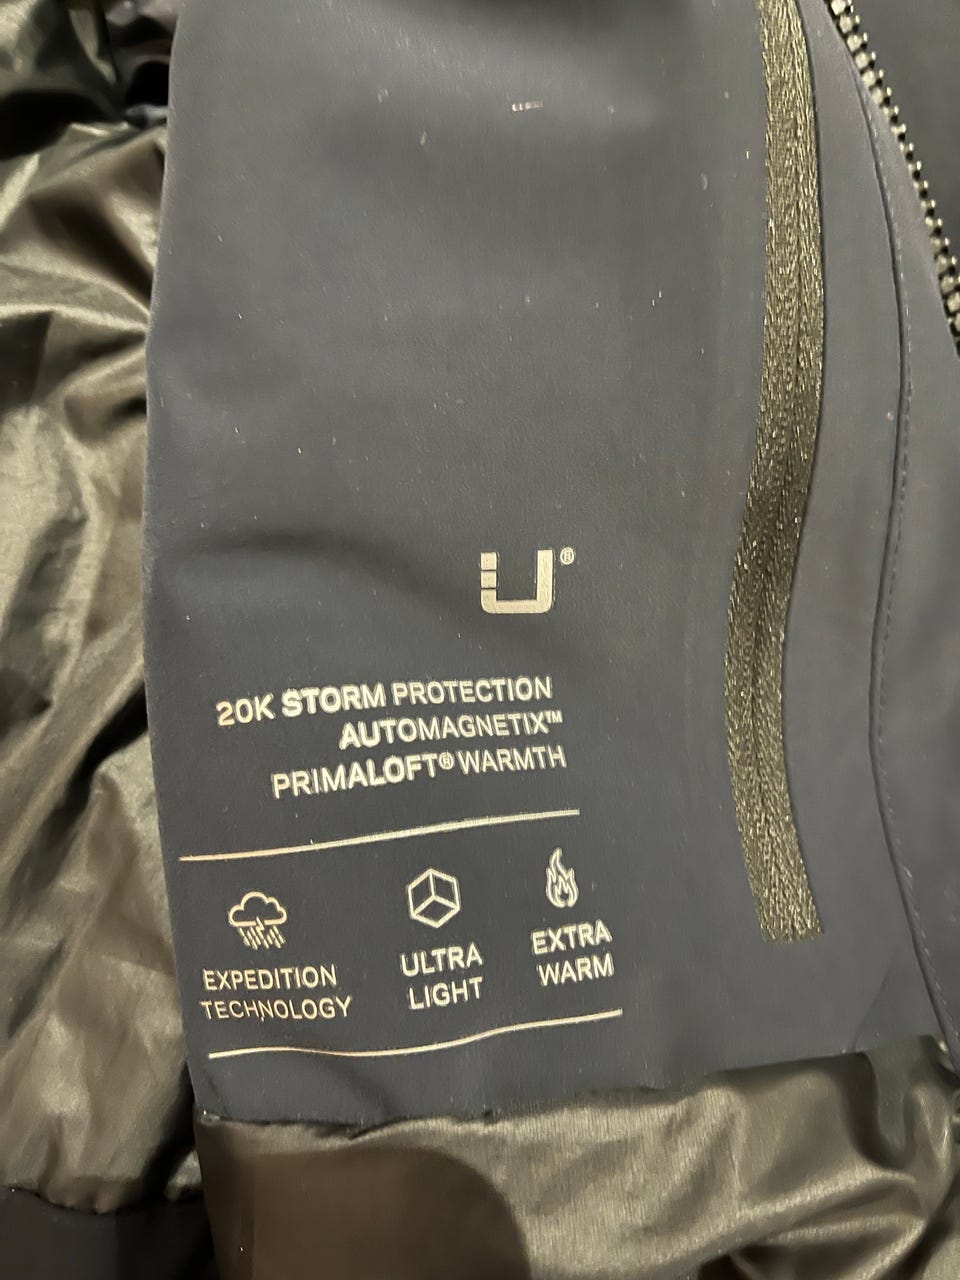 U®
20K STORM PROTECTION
AUTOMAGNETIX™
PRIMALOFT® WARMTH
EXPEDITION
TECHNOLOGY
ULTRA
LIGHT
EXTRA
WARM